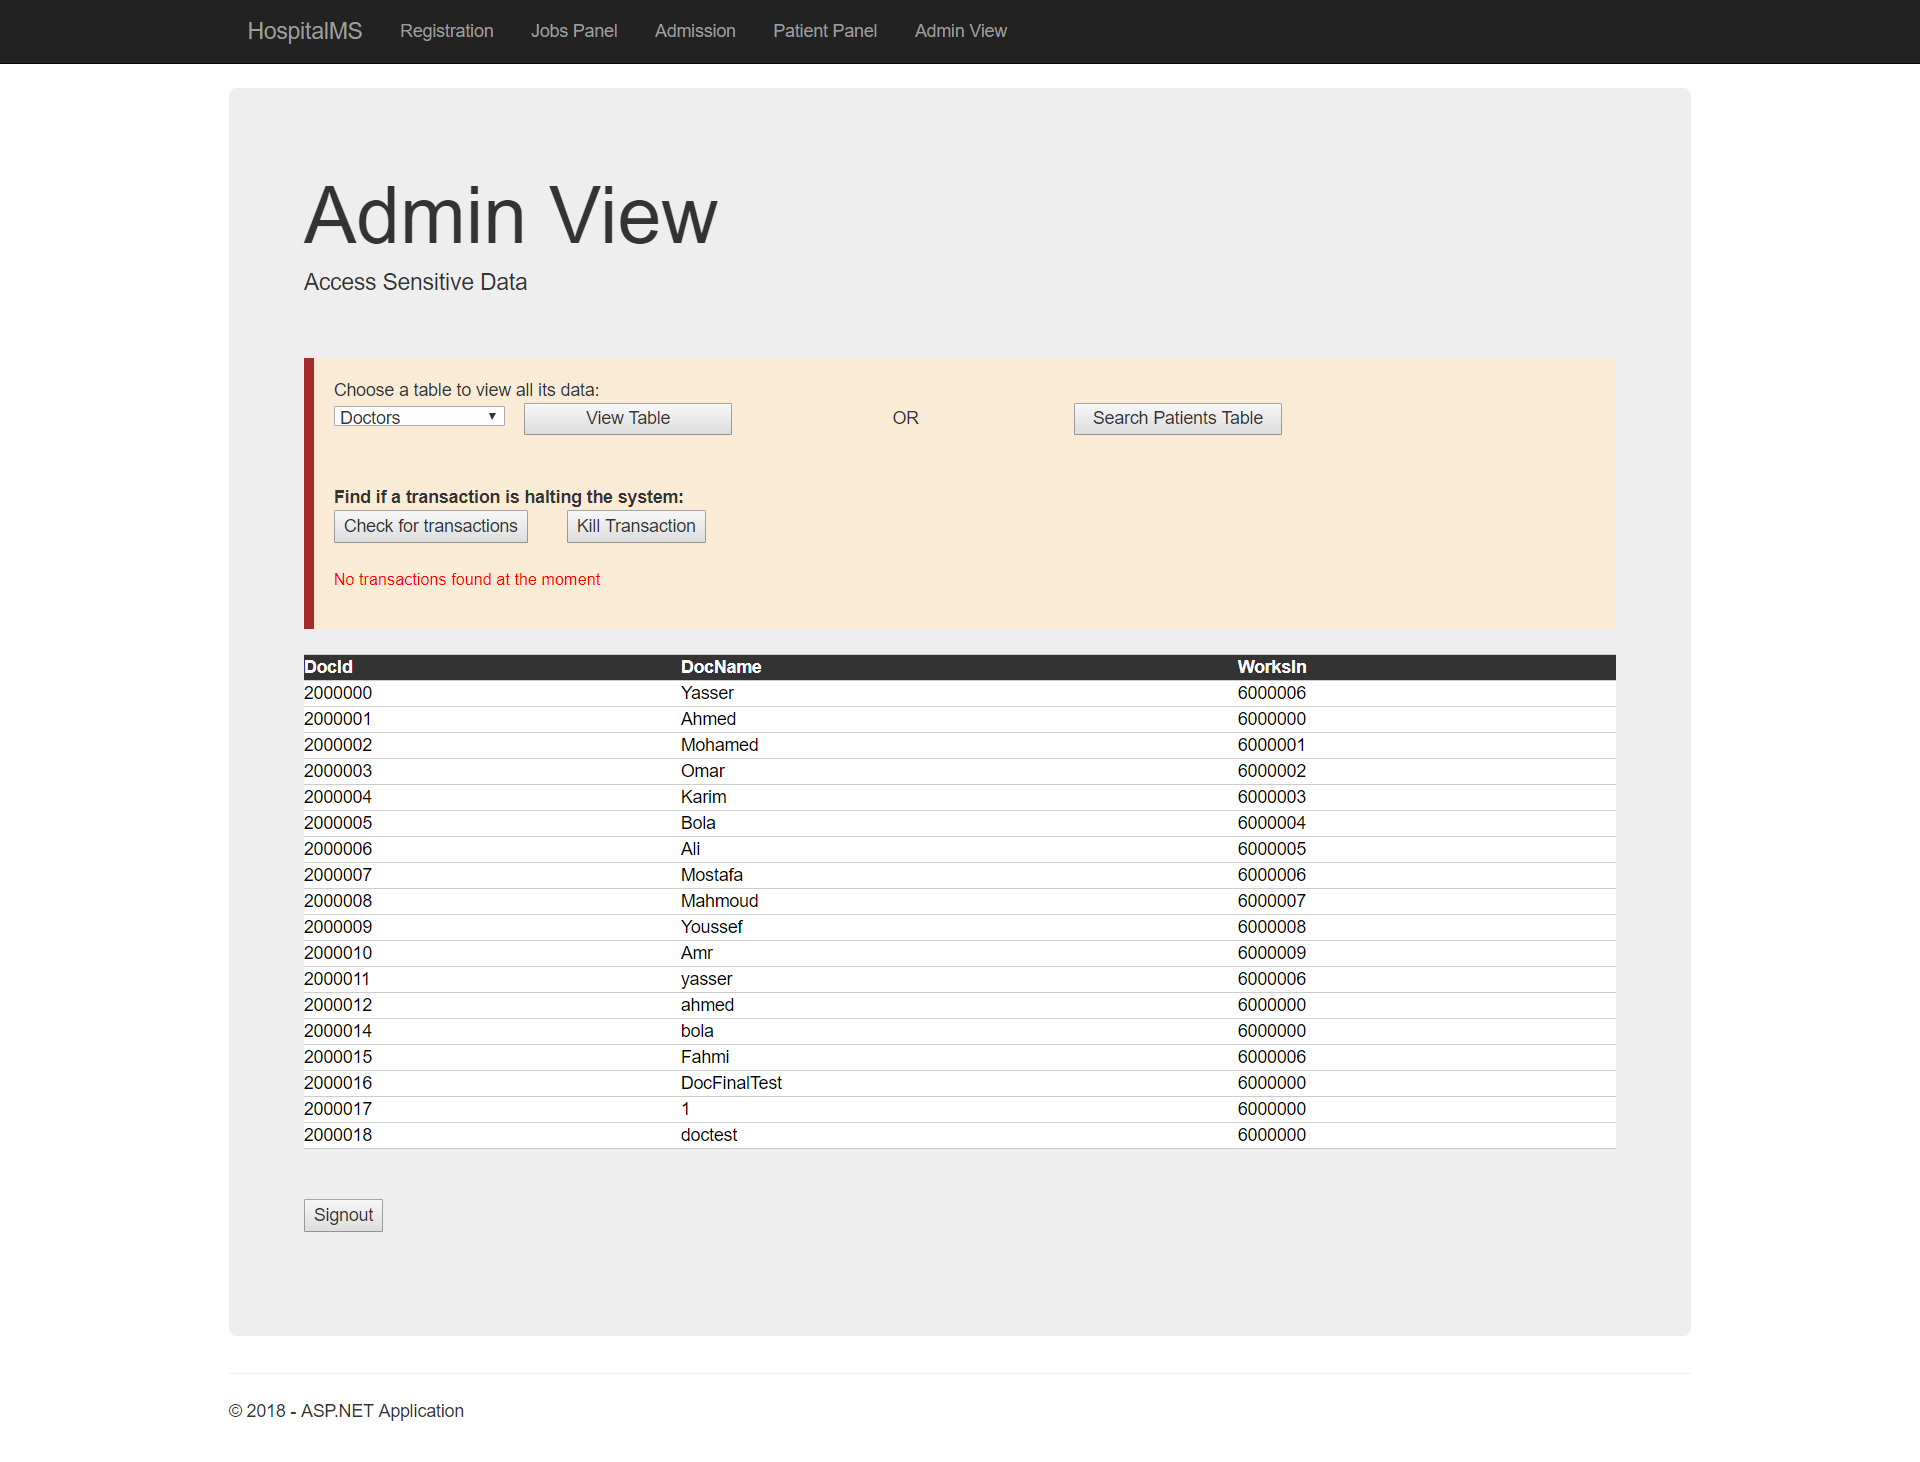 HospitalMS Registration Jobs Panel Admission Patient Panel Admin View
Admin View
Access Sensitive Data
Choose a table to view all its data:
Doctors View Table OR Search Patients Table
Find if a transaction is halting the system:
Check for transactions Kill Transaction
No transactions found at the moment
DocId DocName WorksIn
2000000 Yasser 6000006
2000001 Ahmed 6000000
2000002 Mohamed 6000001
2000003 Omar 6000002
2000004 Karim 6000003
2000005 Bola 6000004
2000006 Ali 6000005
2000007 Mostafa 6000006
2000008 Mahmoud 6000007
2000009 Youssef 6000008
2000010 Amr 6000009
2000011 yasser 6000006
2000012 ahmed 6000000
2000014 bola 6000000
2000015 Fahmi 6000006
2000016 DocFinalTest 6000000
2000017 1 6000000
2000018 doctest 6000000
Signout
© 2018 - ASP.NET Application